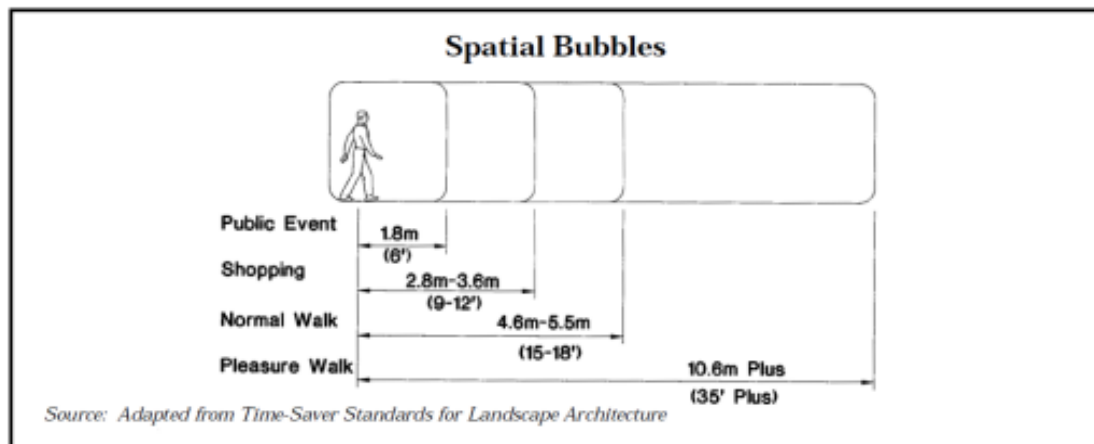 Spatial Bubbles
Public Event
1.8m
(6')
Shopping
2.8m-3.6m
(9-12')
Normal Walk
4.6m-5.5m
(15-18')
Pleasure Walk
10.6m Plus
(35' Plus)
Source: Adapted from Time-Saver Standards for Landscape Architecture